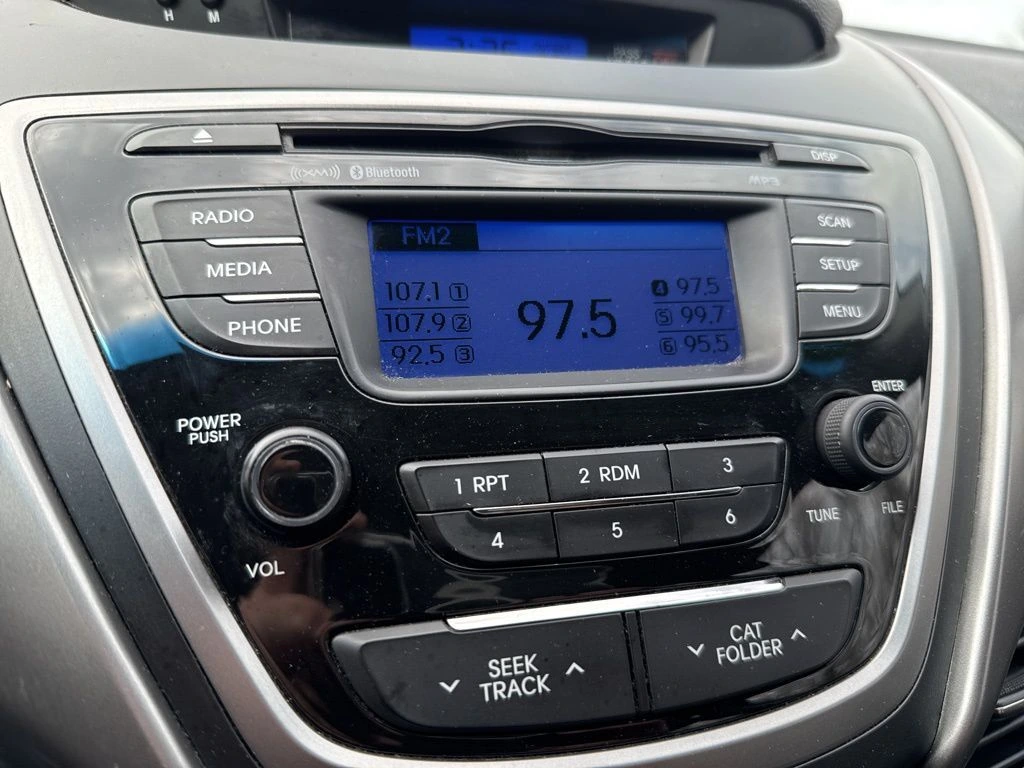 H M
PASS
DISP
XM Bluetooth
MP3
RADIO
SCAN
MEDIA
SETUP
PHONE
MENU
FM2
107.1 1
107.9 2
92.5 3
97.5
4 97.5
5 99.7
6 95.5
ENTER
POWER
PUSH
VOL
1 RPT
2 RDM
3
4
5
6
TUNE
FILE
SEEK
TRACK
CAT
FOLDER